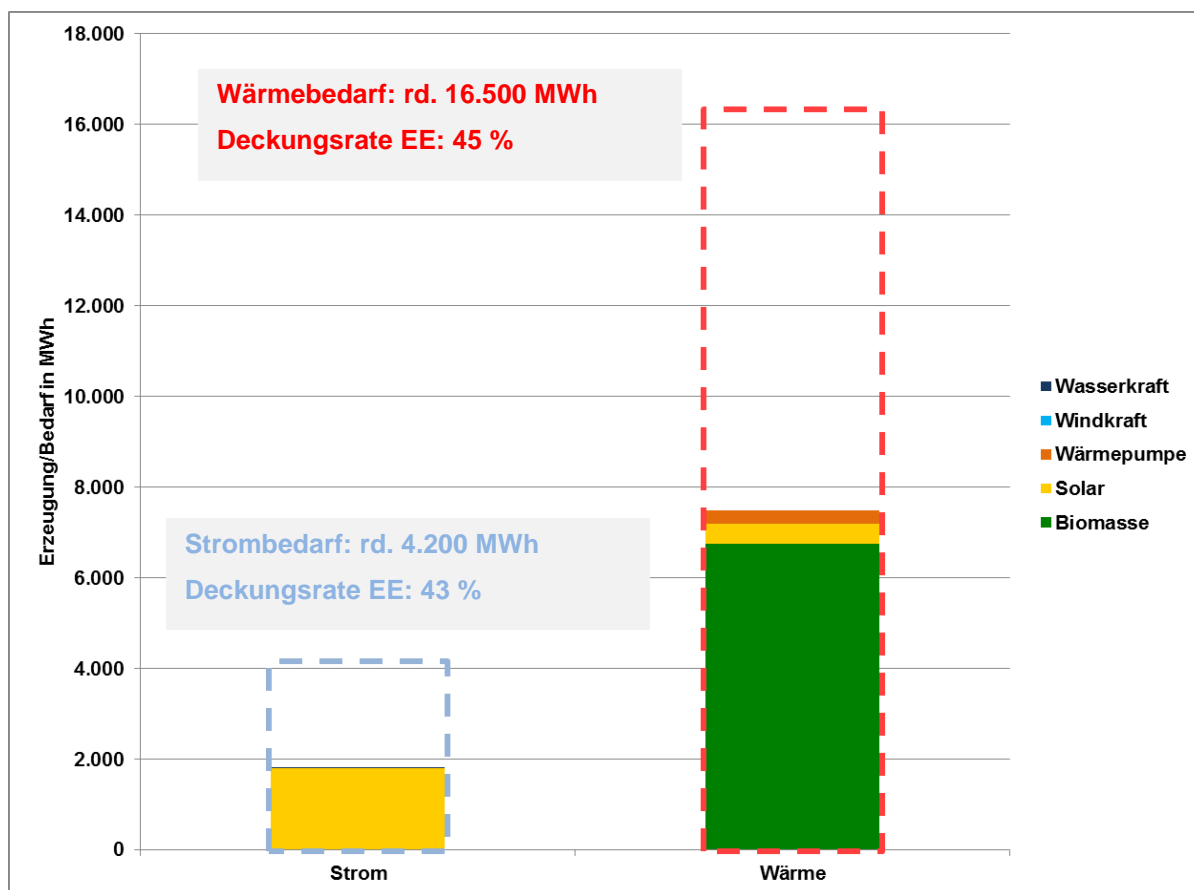 18.000
16.000
14.000
12.000
10.000
8.000
6.000
4.000
2.000
0
Erzeugung/Bedarf in MWh
Wärmebedarf: rd. 16.500 MWh
Deckungsrate EE: 45 %
Strombedarf: rd. 4.200 MWh
Deckungsrate EE: 43 %
Strom
Wärme
Wasserkraft
Windkraft
Wärmepumpe
Solar
Biomasse